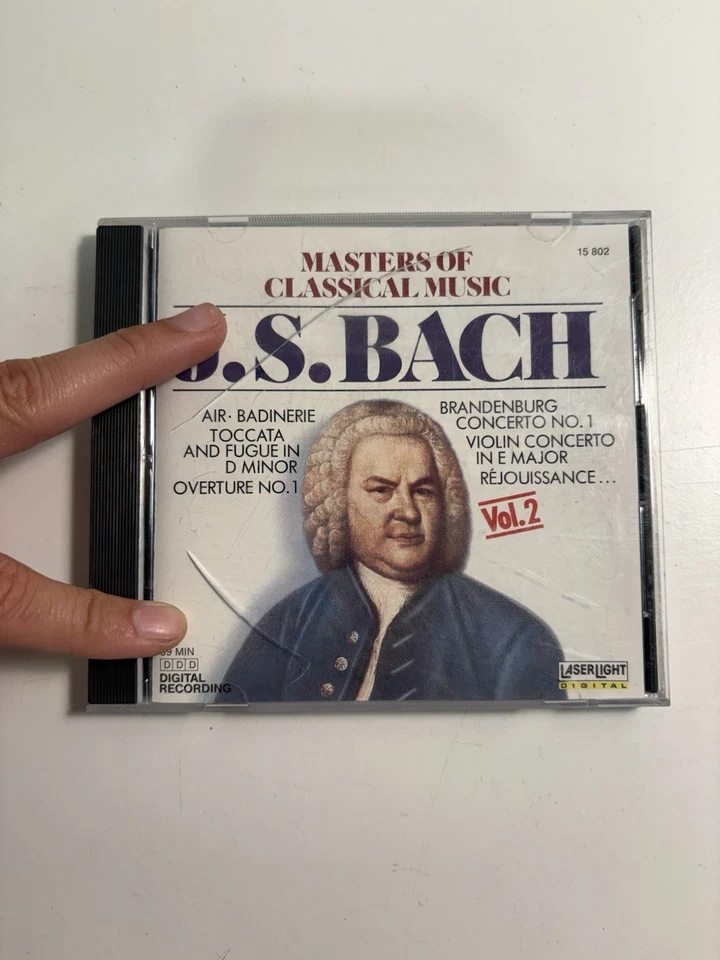 MASTERS OF
CLASSICAL MUSIC
15 802
J.S. BACH
AIR · BADINERIE
TOCCATA
AND FUGUE IN
D MINOR
OVERTURE NO.1
BRANDENBURG
CONCERTO NO.1
VIOLIN CONCERTO
IN E MAJOR
RÉJOUISSANCE...
Vol.2
MIN
DDD
DIGITAL
RECORDING
LASERLIGHT
DIGITAL